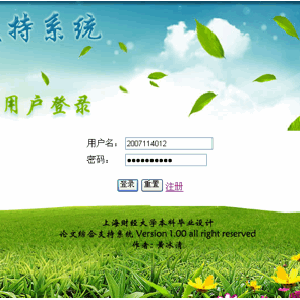 持系统
用户登录
用户名： 2007114012
密码： ●●●●●●●●●●
登录 重置 注册
上海财经大学本科毕业设计
论文综合支持系统 Version 1.00 all right reserved
作者：黄冰清